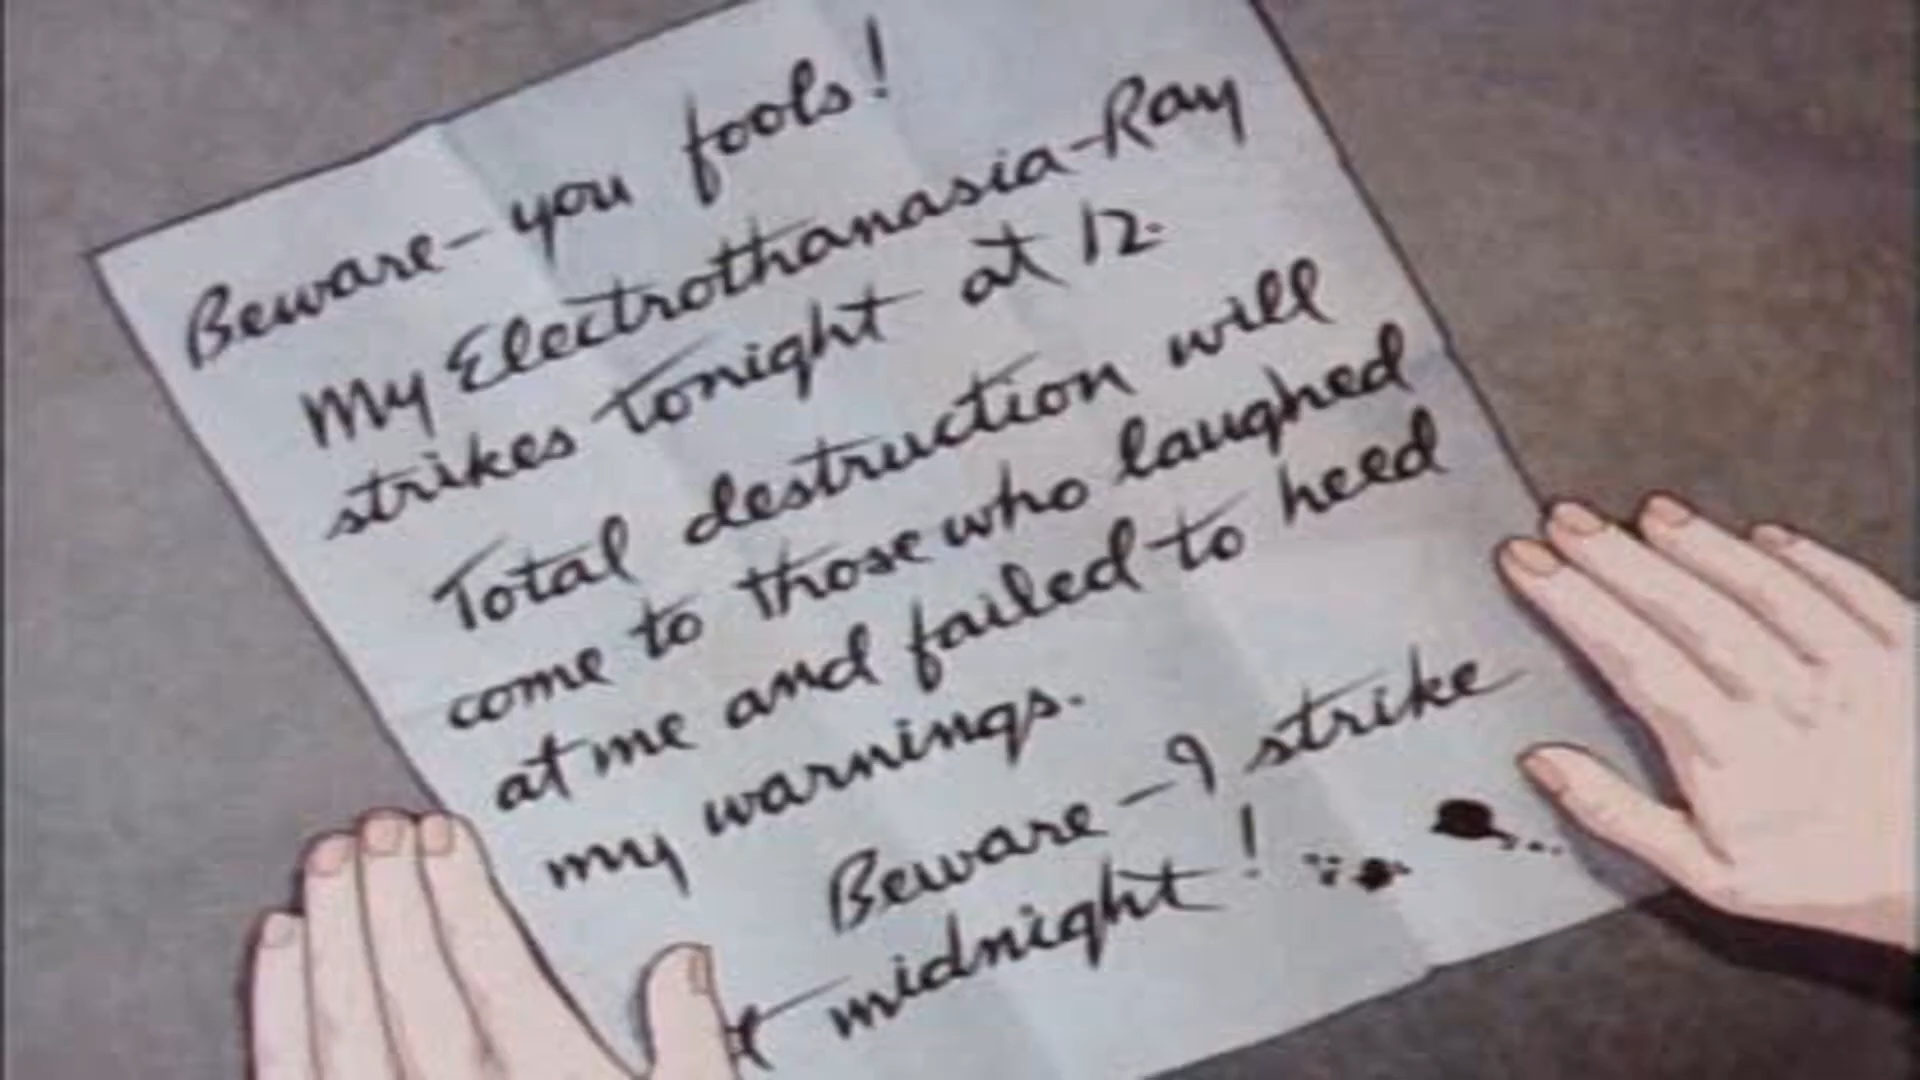 Beware - you fools!
My Electrothanasia-Ray
strikes tonight at 12.
Total destruction will
come to those who laughed
at me and failed to heed
my warnings.
Beware - I strike
t midnight!